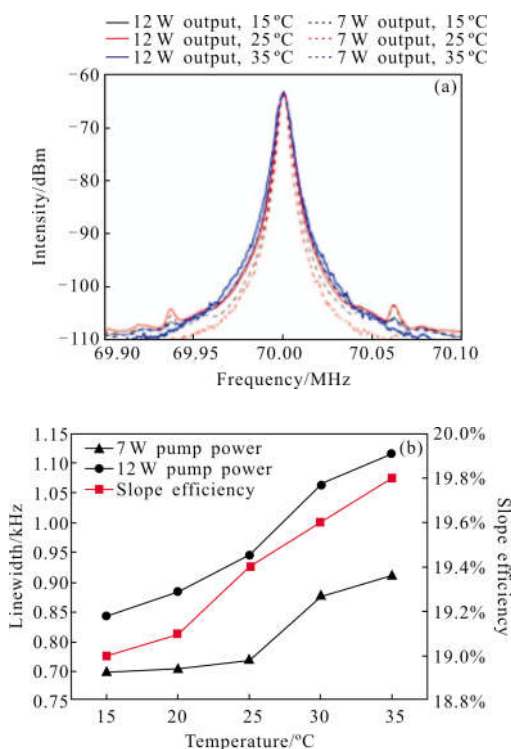 12 W output, 15 ºC 7 W output, 15 ºC
12 W output, 25 ºC 7 W output, 25 ºC
12 W output, 35 ºC 7 W output, 35 ºC
(a)
−60
−70
−80
−90
−100
−110
Intensity/dBm
69.90 69.95 70.00 70.05 70.10
Frequency/MHz
(b)
7 W pump power
12 W pump power
Slope efficiency
1.15
1.10
1.05
1.00
0.95
0.90
0.85
0.80
0.70
0.75
Linewidth/kHz
20.0%
19.8%
19.6%
19.4%
19.2%
19.0%
18.8%
Slope efficiency
15 20 25 30 35
Temperature/ºC